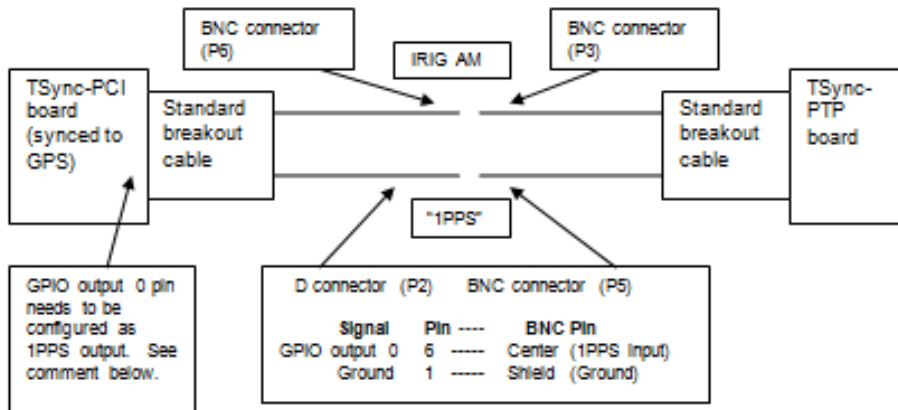 BNC connector
(P6)
IRIG AM
BNC connector
(P3)
TSync-PCI
board
(synced to
GPS)
Standard
breakout
cable
Standard
breakout
cable
TSync-
PTP
board
"1PPS"
GPIO output 0 pin
needs to be
configured as
1PPS output. See
comment below.
D connector (P2) BNC connector (P5)
Signal Pin ---- BNC Pin
GPIO output 0 6 ----- Center (1PPS Input)
Ground 1 ----- Shield (Ground)